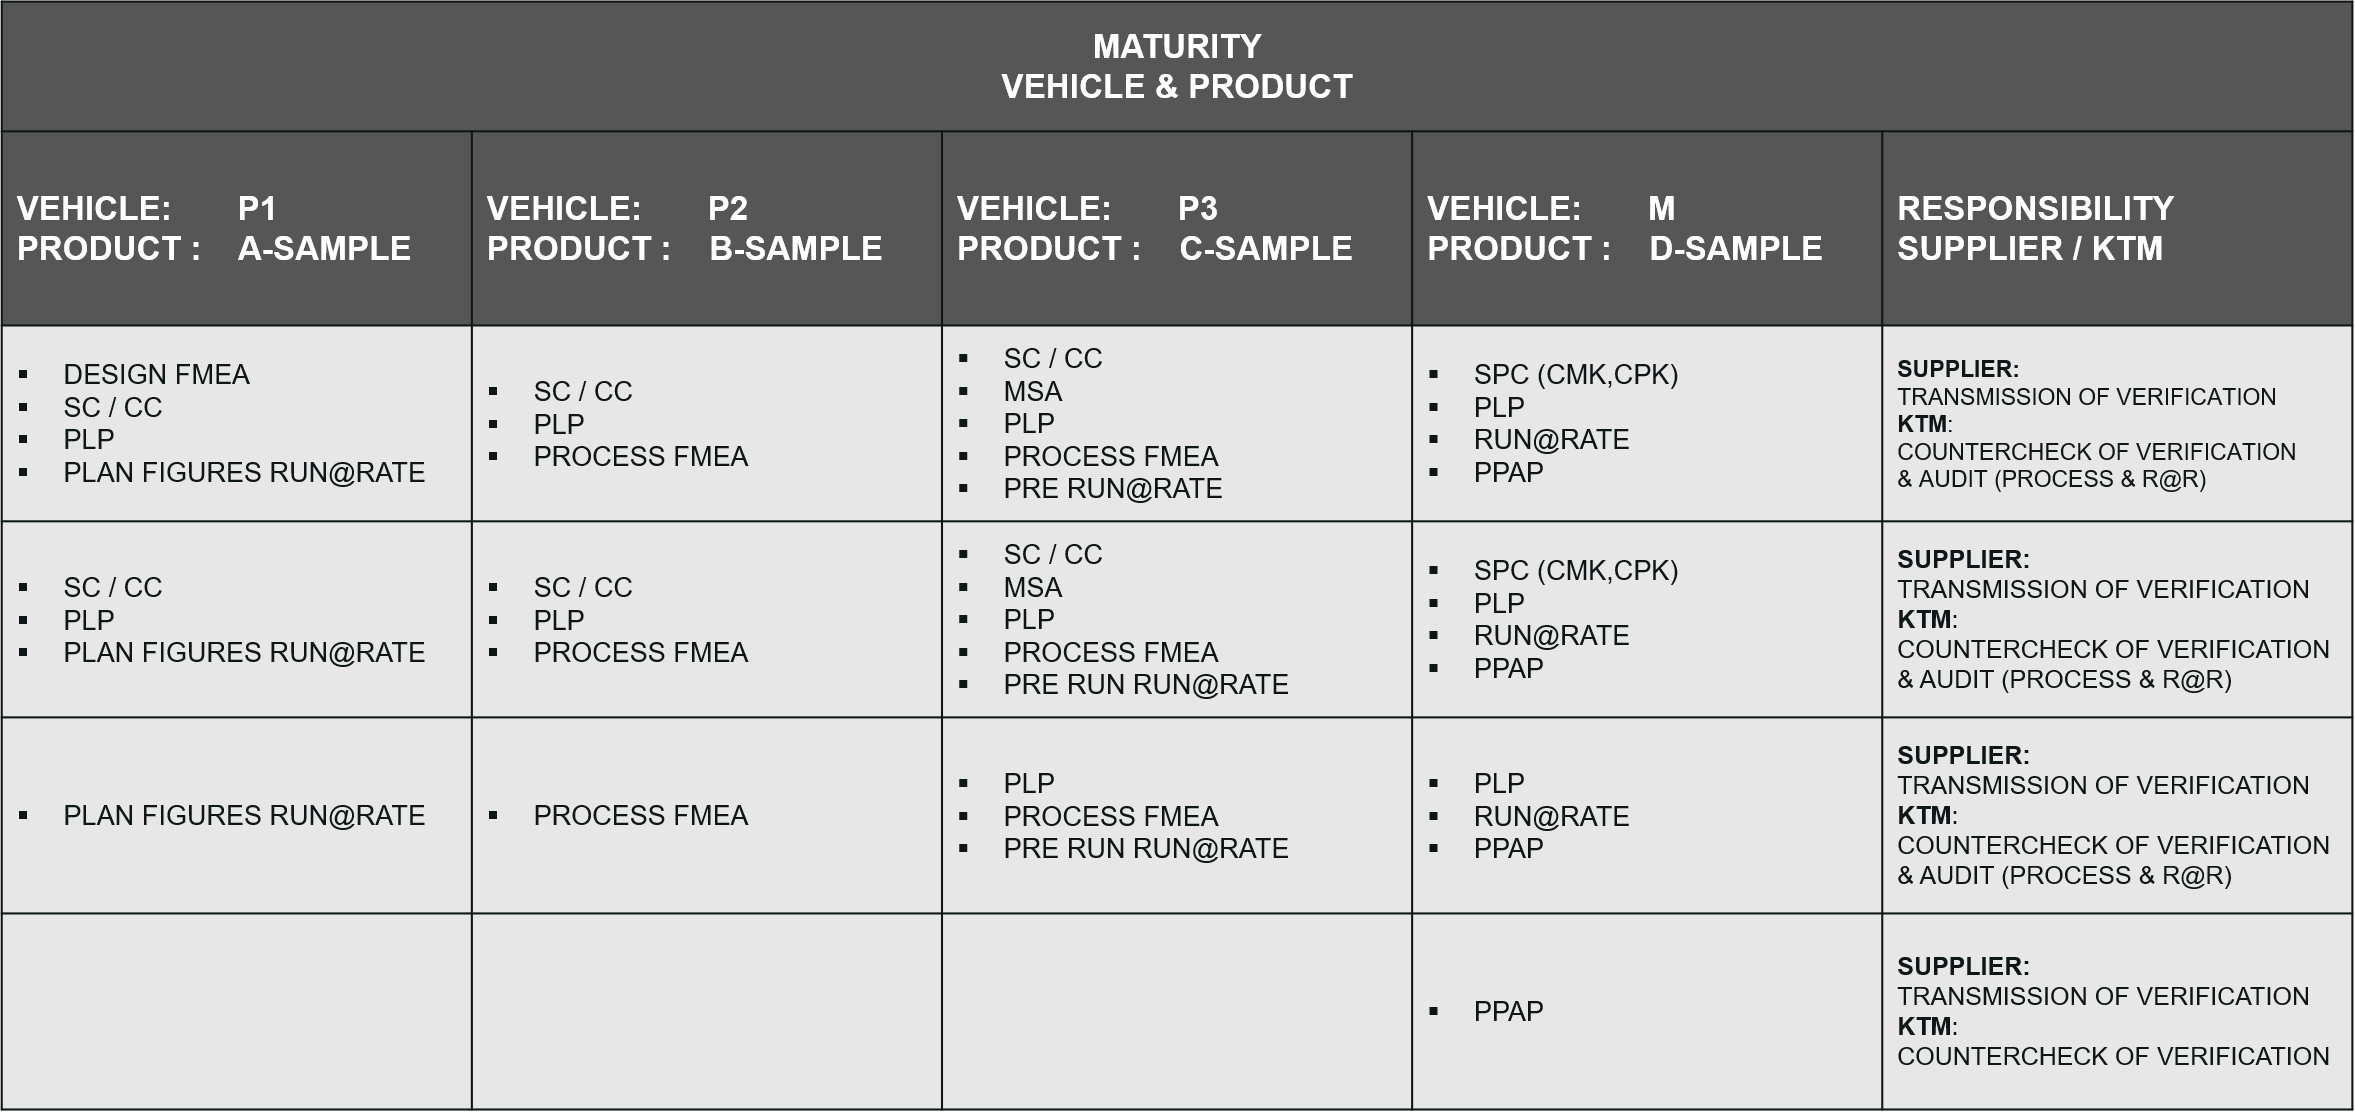 MATURITY
VEHICLE & PRODUCT
VEHICLE: P1
PRODUCT : A-SAMPLE
VEHICLE: P2
PRODUCT : B-SAMPLE
VEHICLE: P3
PRODUCT : C-SAMPLE
VEHICLE: M
PRODUCT : D-SAMPLE
RESPONSIBILITY
SUPPLIER / KTM
▪ DESIGN FMEA
▪ SC / CC
▪ PLP
▪ PLAN FIGURES RUN@RATE
▪ SC / CC
▪ PLP
▪ PROCESS FMEA
▪ SC / CC
▪ MSA
▪ PLP
▪ PROCESS FMEA
▪ PRE RUN@RATE
▪ SPC (CMK,CPK)
▪ PLP
▪ RUN@RATE
▪ PPAP
SUPPLIER:
TRANSMISSION OF VERIFICATION
KTM:
COUNTERCHECK OF VERIFICATION
& AUDIT (PROCESS & R@R)
▪ SC / CC
▪ PLP
▪ PLAN FIGURES RUN@RATE
▪ SC / CC
▪ PLP
▪ PROCESS FMEA
▪ SC / CC
▪ MSA
▪ PLP
▪ PROCESS FMEA
▪ PRE RUN RUN@RATE
▪ SPC (CMK,CPK)
▪ PLP
▪ RUN@RATE
▪ PPAP
SUPPLIER:
TRANSMISSION OF VERIFICATION
KTM:
COUNTERCHECK OF VERIFICATION
& AUDIT (PROCESS & R@R)
▪ PLAN FIGURES RUN@RATE
▪ PROCESS FMEA
▪ PLP
▪ PROCESS FMEA
▪ PRE RUN RUN@RATE
▪ PLP
▪ RUN@RATE
▪ PPAP
SUPPLIER:
TRANSMISSION OF VERIFICATION
KTM:
COUNTERCHECK OF VERIFICATION
& AUDIT (PROCESS & R@R)
▪ PPAP
SUPPLIER:
TRANSMISSION OF VERIFICATION
KTM:
COUNTERCHECK OF VERIFICATION